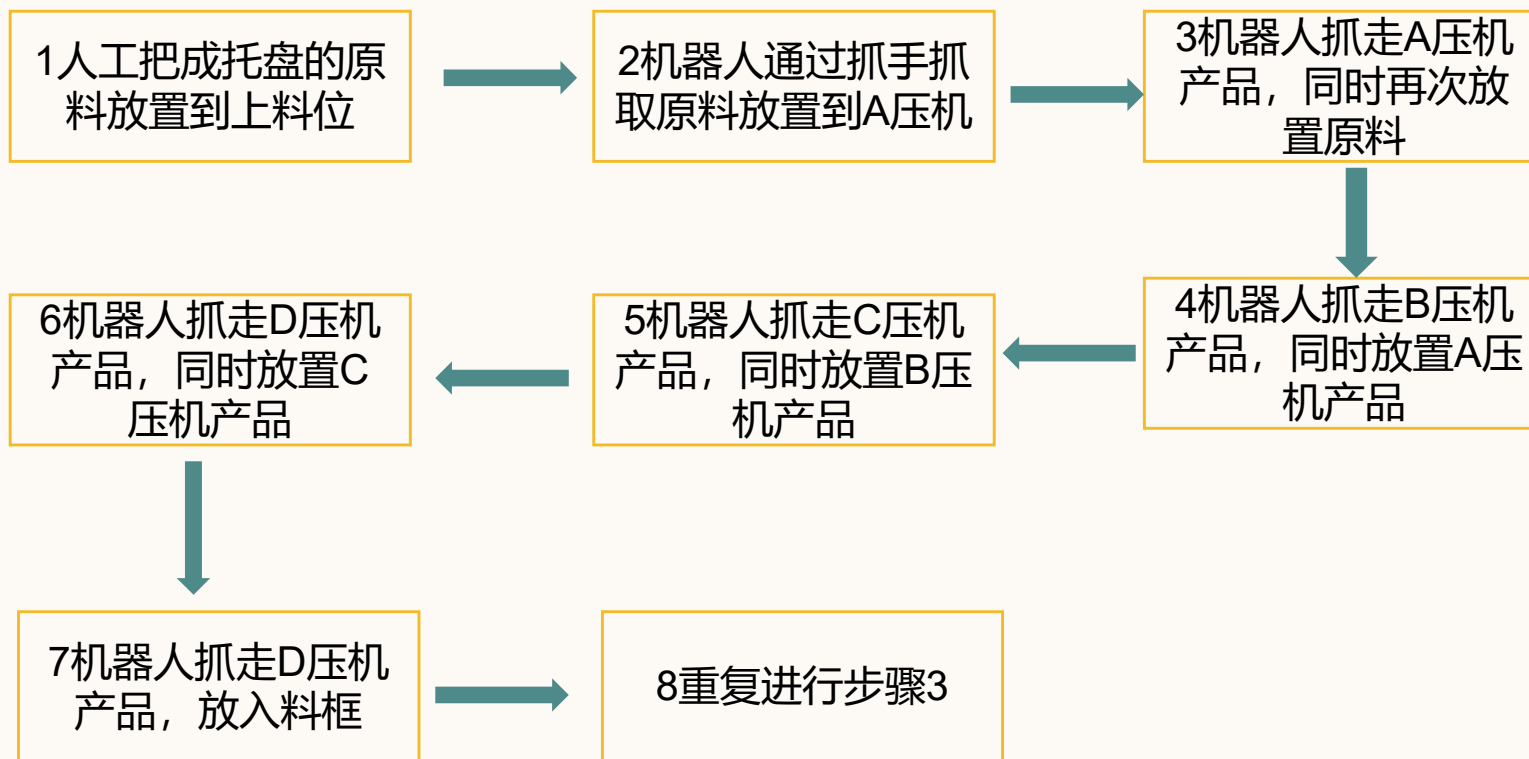 1人工把成托盘的原
料放置到上料位
2机器人通过抓手抓
取原料放置到A压机
3机器人抓走A压机
产品，同时再次放
置原料
4机器人抓走B压机
产品，同时放置A压
机产品
5机器人抓走C压机
产品，同时放置B压
机产品
6机器人抓走D压机
产品，同时放置C
压机产品
7机器人抓走D压机
产品，放入料框
8重复进行步骤3